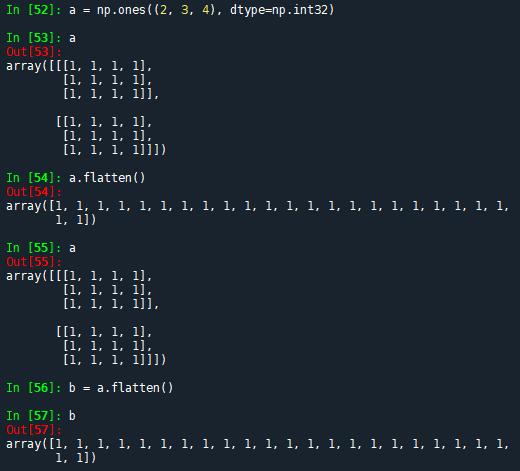 In [52]: a = np.ones((2, 3, 4), dtype=np.int32)
In [53]: a
Out[53]:
array([[[1, 1, 1, 1],
        [1, 1, 1, 1],
        [1, 1, 1, 1]],
       [[1, 1, 1, 1],
        [1, 1, 1, 1],
        [1, 1, 1, 1]]])
In [54]: a.flatten()
Out[54]:
array([1, 1, 1, 1, 1, 1, 1, 1, 1, 1, 1, 1, 1, 1, 1, 1, 1, 1, 1, 1, 1, 1,
       1, 1])
In [55]: a
Out[55]:
array([[[1, 1, 1, 1],
        [1, 1, 1, 1],
        [1, 1, 1, 1]],
       [[1, 1, 1, 1],
        [1, 1, 1, 1],
        [1, 1, 1, 1]]])
In [56]: b = a.flatten()
In [57]: b
Out[57]:
array([1, 1, 1, 1, 1, 1, 1, 1, 1, 1, 1, 1, 1, 1, 1, 1, 1, 1, 1, 1, 1, 1,
       1, 1])